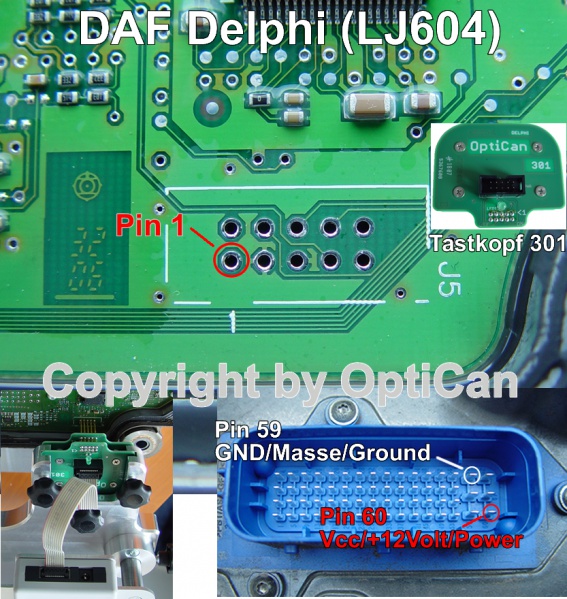 DAF Delphi (LJ604)
OptiCan
301
Tastkopf 301
Pin 1
J5
1
Copyright by OptiCan
Pin 59
GND/Masse/Ground
Pin 60
Vcc/+12Volt/Power